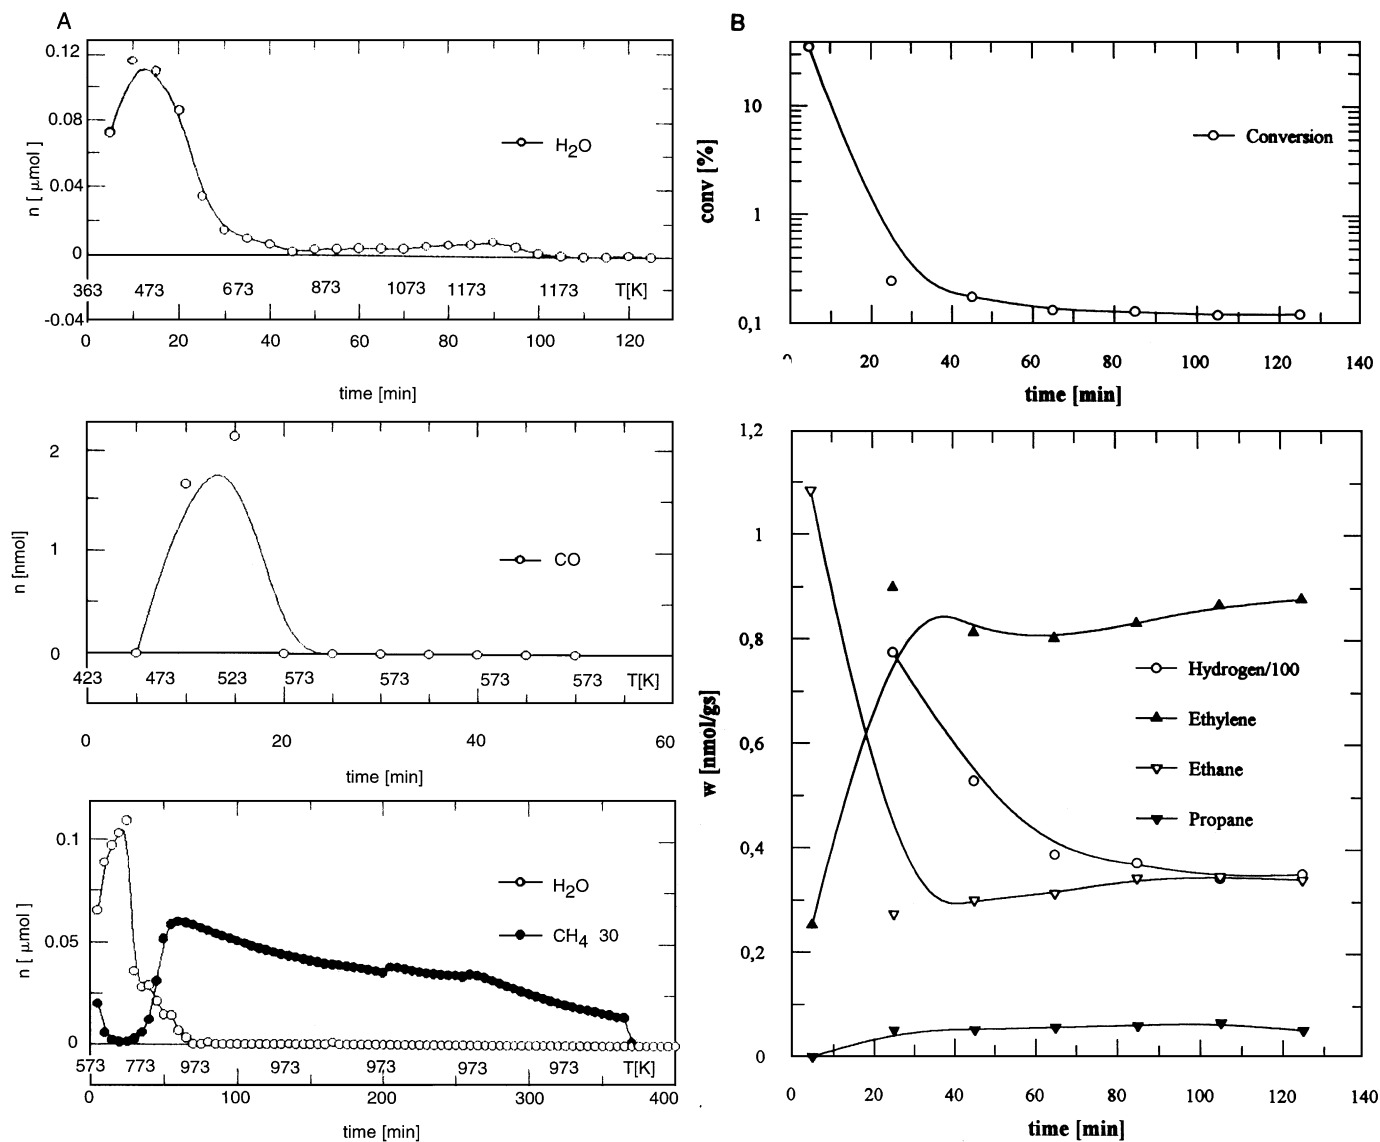 A
0.12
0.08
0.04
0
-0.04
n [ μmol ]
H2O
363 473 673 873 1073 1173 1173 T[K]
0 20 40 60 80 100 120
time [min]
2
1
0
n [nmol]
CO
423 473 523 573 573 573 573 T[K]
0 20 40 60
time [min]
0.1
0.05
0
n [ μmol ]
H2O
CH4 30
573 773 973 973 973 973 973 T[K]
0 100 200 300 400
time [min]
B
10
1
0,1
conv [%]
Conversion
20 40 60 80 100 120 140
time [min]
1,2
1
0,8
0,6
0,4
0,2
0
w [nmol/gs]
Hydrogen/100
Ethylene
Ethane
Propane
0 20 40 60 80 100 120 140
time [min]